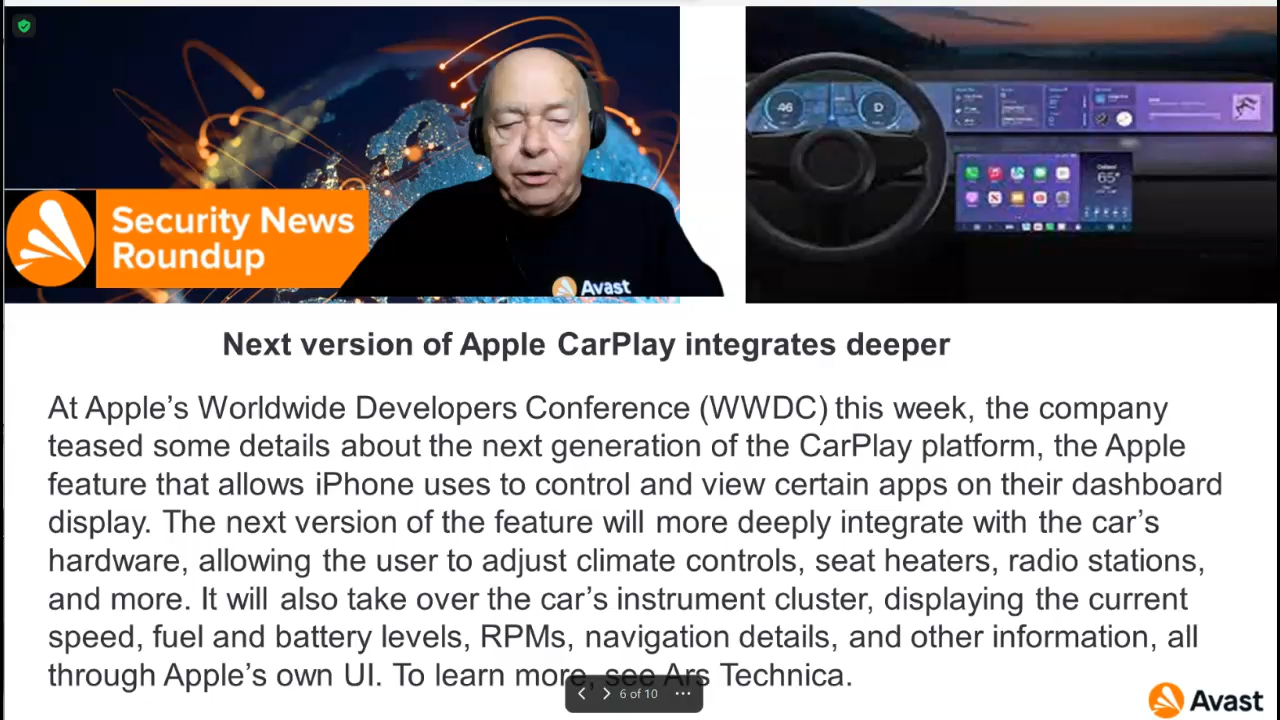 Security News
Roundup
Avast
46
D
65°
Next version of Apple CarPlay integrates deeper
At Apple’s Worldwide Developers Conference (WWDC) this week, the company
teased some details about the next generation of the CarPlay platform, the Apple
feature that allows iPhone uses to control and view certain apps on their dashboard
display. The next version of the feature will more deeply integrate with the car’s
hardware, allowing the user to adjust climate controls, seat heaters, radio stations,
and more. It will also take over the car’s instrument cluster, displaying the current
speed, fuel and battery levels, RPMs, navigation details, and other information, all
through Apple’s own UI. To learn more, see Ars Technica.
6 of 10
Avast